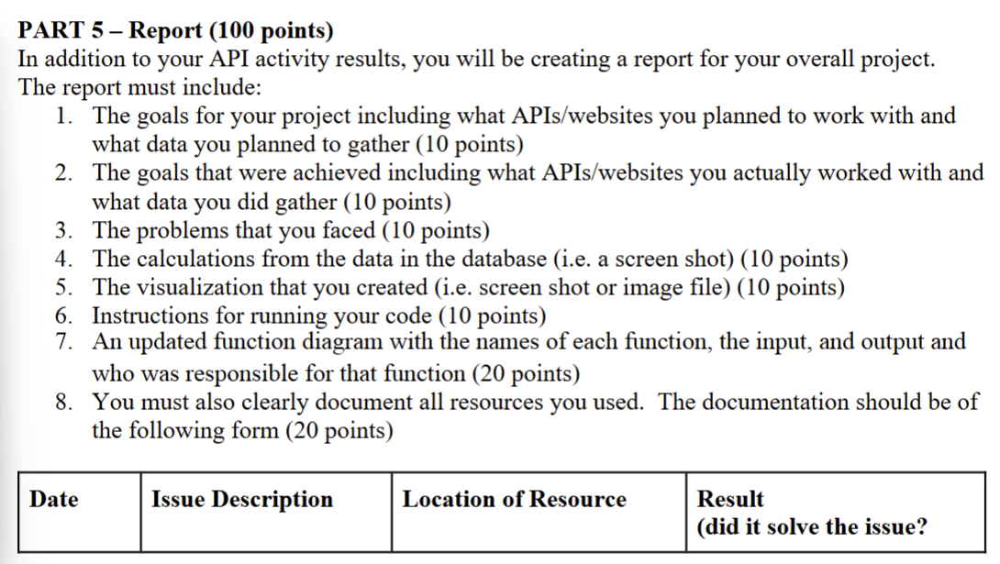 PART 5 – Report (100 points)
In addition to your API activity results, you will be creating a report for your overall project.
The report must include:
1. The goals for your project including what APIs/websites you planned to work with and
what data you planned to gather (10 points)
2. The goals that were achieved including what APIs/websites you actually worked with and
what data you did gather (10 points)
3. The problems that you faced (10 points)
4. The calculations from the data in the database (i.e. a screen shot) (10 points)
5. The visualization that you created (i.e. screen shot or image file) (10 points)
6. Instructions for running your code (10 points)
7. An updated function diagram with the names of each function, the input, and output and
who was responsible for that function (20 points)
8. You must also clearly document all resources you used.  The documentation should be of
the following form (20 points)
Date
Issue Description
Location of Resource
Result
(did it solve the issue?